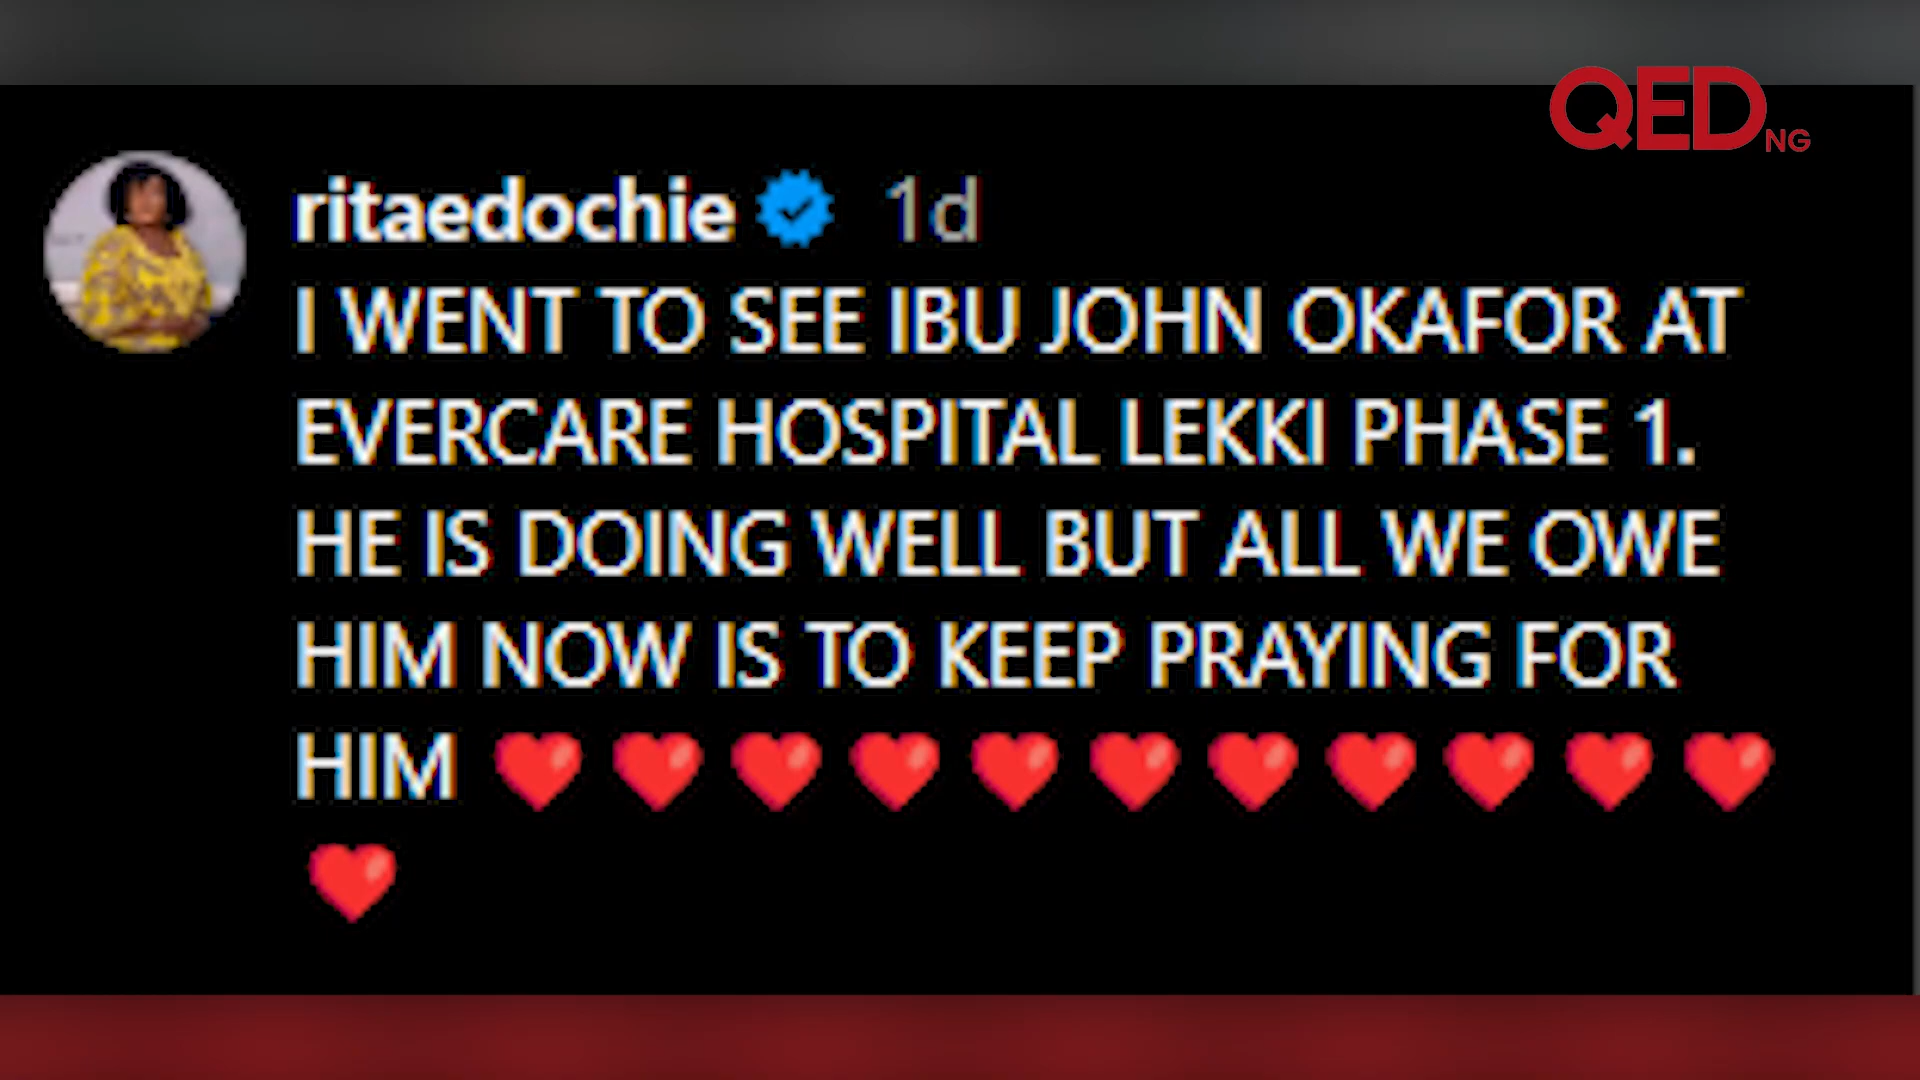 QED NG
ritaedochie 1d
I WENT TO SEE IBU JOHN OKAFOR AT
EVERCARE HOSPITAL LEKKI PHASE 1.
HE IS DOING WELL BUT ALL WE OWE
HIM NOW IS TO KEEP PRAYING FOR
HIM ❤️ ❤️ ❤️ ❤️ ❤️ ❤️ ❤️ ❤️ ❤️ ❤️ ❤️
❤️